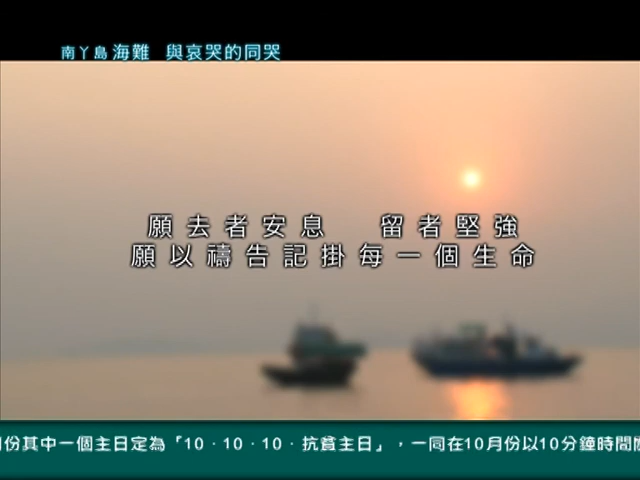 南丫島海難 與哀哭的同哭
願去者安息 留者堅強
願以禱告記掛每一個生命
份其中一個主日定為「10．10．10．抗貧主日」，一同在10月份以10分鐘時間